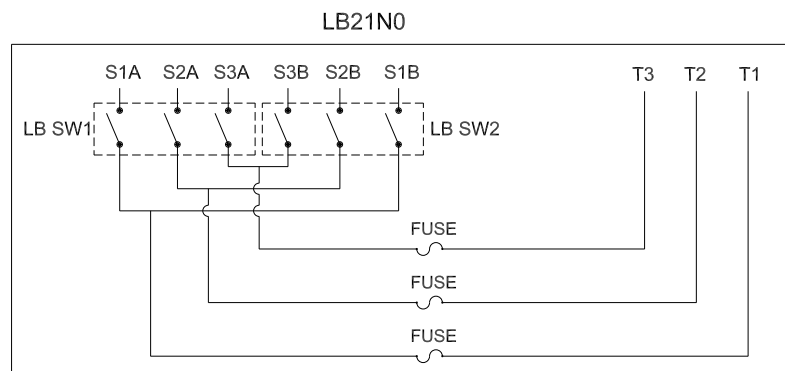 LB21N0
S1A S2A S3A S3B S2B S1B T3 T2 T1
LB SW1 LB SW2
FUSE
FUSE
FUSE